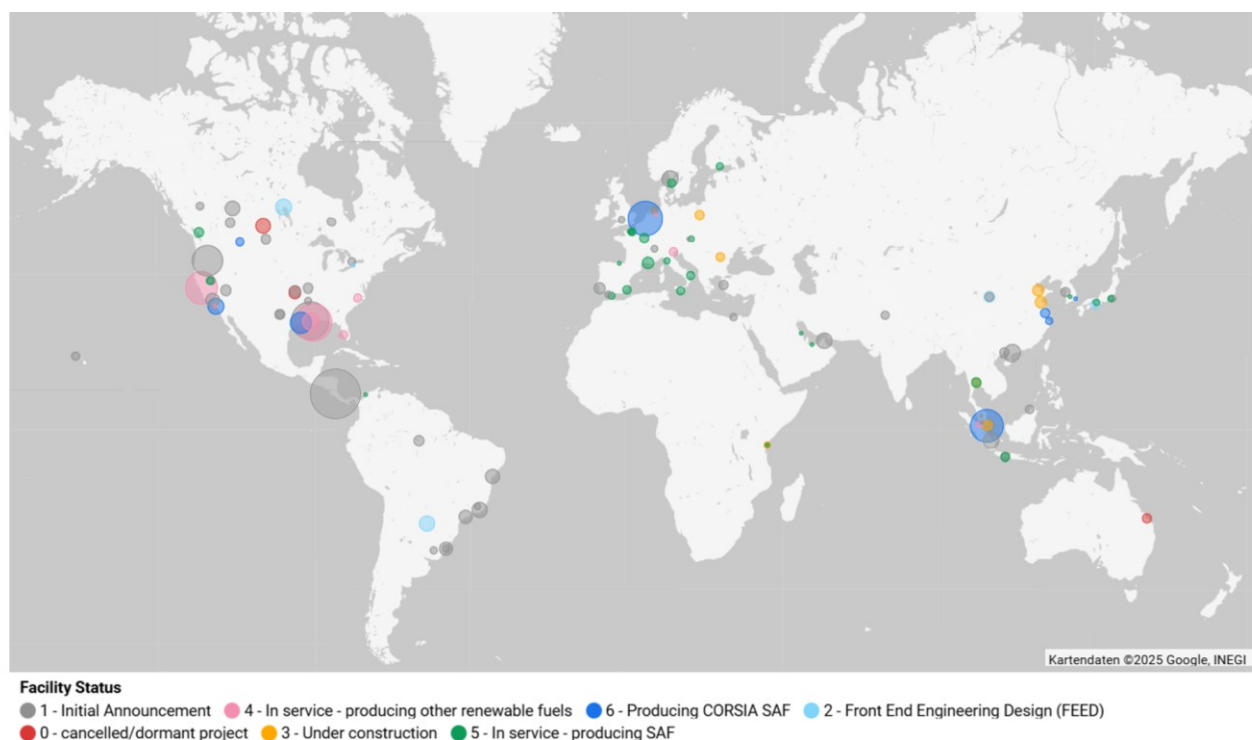 Kartendaten ©2025 Google, INEGI
Facility Status
1 - Initial Announcement 4 - In service - producing other renewable fuels 6 - Producing CORSIA SAF 2 - Front End Engineering Design (FEED)
0 - cancelled/dormant project 3 - Under construction 5 - In service - producing SAF